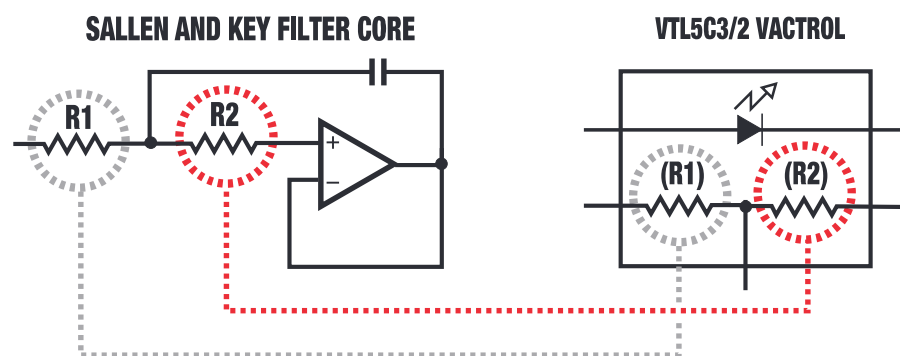 SALLEN AND KEY FILTER CORE
VTL5C3/2 VACTROL
R1
R2
+
−
(R1)
(R2)